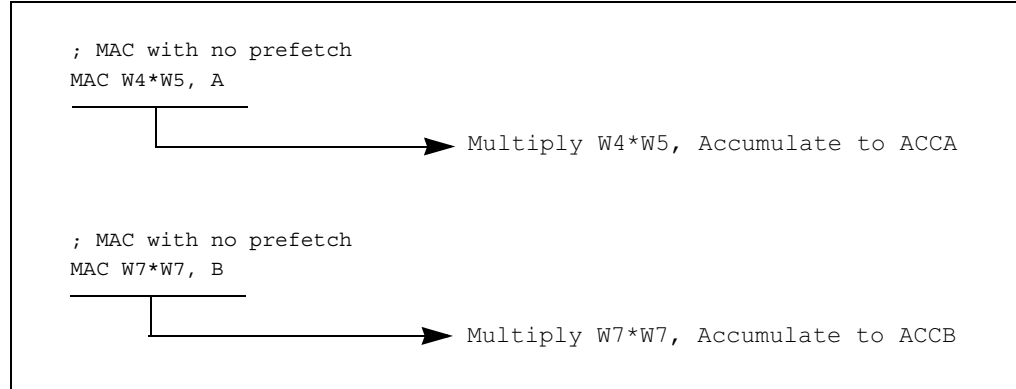 ; MAC with no prefetch
MAC W4*W5, A
Multiply W4*W5, Accumulate to ACCA
; MAC with no prefetch
MAC W7*W7, B
Multiply W7*W7, Accumulate to ACCB